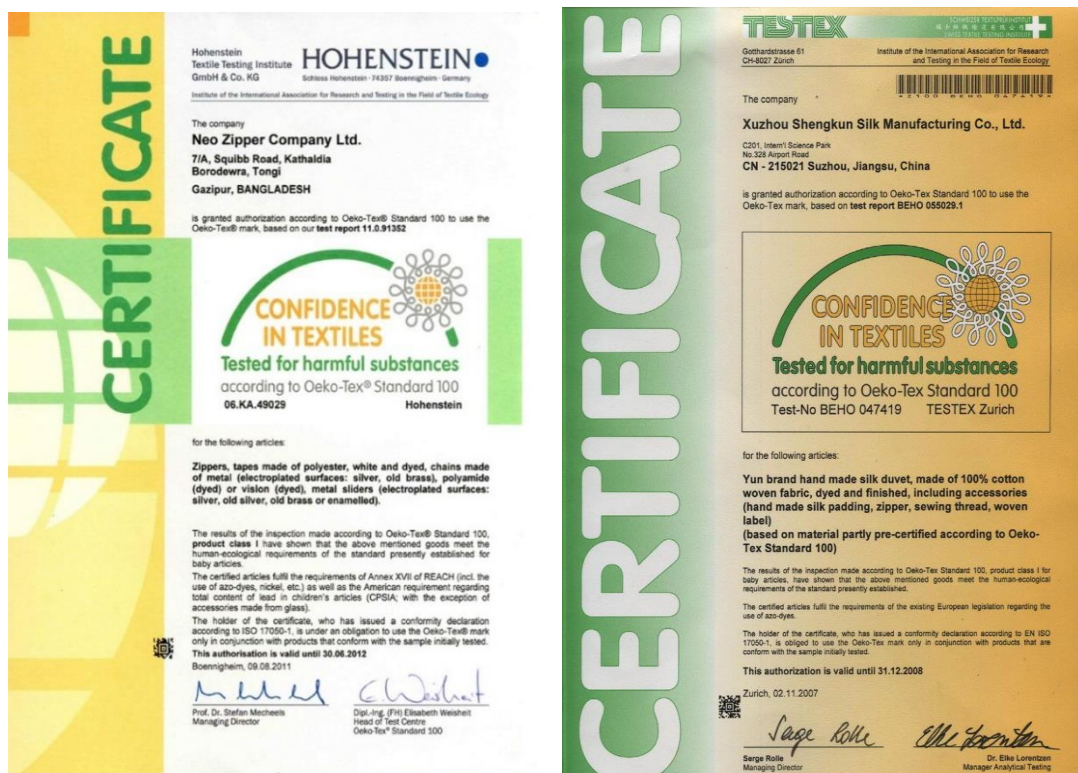 CERTIFICATE
Hohenstein
Textile Testing Institute
GmbH & Co. KG
HOHENSTEIN
Schloss Hohenstein · 74357 Boennigheim · Germany
Institute of the International Association for Research and Testing in the Field of Textile Ecology
The company
Neo Zipper Company Ltd.
7/A, Squibb Road, Kathaldia
Borodewra, Tongi
Gazipur, BANGLADESH
is granted authorization according to Oeko-Tex® Standard 100 to use the
Oeko-Tex® mark, based on our test report 11.0.91352
CONFIDENCE
IN TEXTILES
Tested for harmful substances
according to Oeko-Tex® Standard 100
06.KA.49029 Hohenstein
for the following articles:
Zippers, tapes made of polyester, white and dyed, chains made
of metal (electroplated surfaces: silver, old brass), polyamide
(dyed) or vision (dyed), metal sliders (electroplated surfaces:
silver, old silver, old brass or enamelled).
The results of the inspection made according to Oeko-Tex® Standard 100,
product class I have shown that the above mentioned goods meet the
human-ecological requirements of the standard presently established for
baby articles.
The certified articles fulfil the requirements of Annex XVII of REACH (incl. the
use of azo-dyes, nickel, etc.) as well as the American requirement regarding
total content of lead in children's articles (CPSIA; with the exception of
accessories made from glass).
The holder of the certificate, who has issued a conformity declaration
according to ISO 17050-1, is under an obligation to use the Oeko-Tex® mark
only in conjunction with products that conform with the sample initially tested.
This authorisation is valid until 30.06.2012
Boennigheim, 09.08.2011
Prof. Dr. Stefan Mecheels
Managing Director
Dipl.-Ing. (FH) Elisabeth Weisheit
Head of Test Centre
Oeko-Tex® Standard 100
CERTIFICATE
TESTEX
SCHWEIZER TEXTILPRÜFINSTITUT
SWISS TEXTILE TESTING INSTITUTE
Gotthardstrasse 61
CH-8027 Zürich
Institute of the International Association for Research
and Testing in the Field of Textile Ecology
*2100 BEHO 047419*
The company
Xuzhou Shengkun Silk Manufacturing Co., Ltd.
C201, Intern'l Science Park
No.328 Airport Road
CN - 215021 Suzhou, Jiangsu, China
is granted authorization according to Oeko-Tex Standard 100 to use the
Oeko-Tex mark, based on test report BEHO 055029.1
CONFIDENCE
IN TEXTILES
Tested for harmful substances
according to Oeko-Tex Standard 100
Test-No BEHO 047419 TESTEX Zurich
for the following articles:
Yun brand hand made silk duvet, made of 100% cotton
woven fabric, dyed and finished, including accessories
(hand made silk padding, zipper, sewing thread, woven
label)
(based on material partly pre-certified according to Oeko-
Tex Standard 100)
The results of the inspection made according to Oeko-Tex Standard 100, product class I for
baby articles, have shown that the above mentioned goods meet the human-ecological
requirements of the standard presently established.
The certified articles fulfil the requirements of the existing European legislation regarding the
use of azo-dyes.
The holder of the certificate, who has issued a conformity declaration according to EN ISO
17050-1, is obliged to use the Oeko-Tex mark only in conjunction with products that are
conform with the sample initially tested.
This authorization is valid until 31.12.2008
Zurich, 02.11.2007
Serge Rolle
Elke Lorentzen
Serge Rolle
Managing Director
Dr. Elke Lorentzen
Manager Analytical Testing